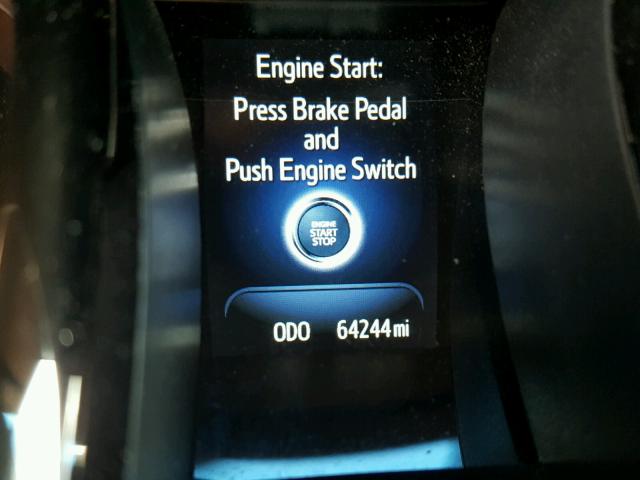 Engine Start:
Press Brake Pedal
and
Push Engine Switch
ENGINE
START
STOP
ODO 64244 mi